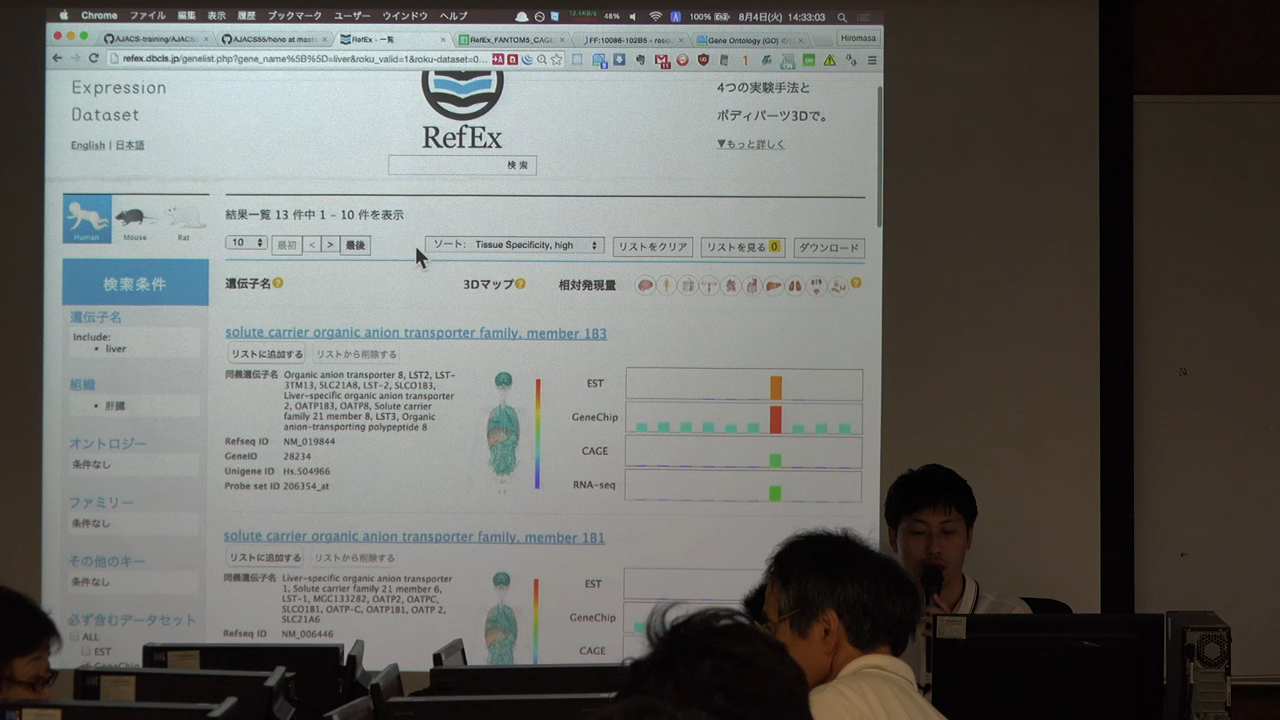 Chrome ファイル 編集 表示 履歴 ブックマーク ユーザー ウインドウ ヘルプ
48% 100% 8月4日(火) 14:33:03
AJACS-training/AJACS
RefEx - 一覧
RefEx_FANTOM5_CAGE
FF:10086-102B5 - 
Gene Ontology (GO)
Hiromasa
refex.dbcls.jp/genelist.php?gene_name%5B%5D=liver&roku_valid=1&roku-dataset=0...
Expression
Dataset
English | 日本語
RefEx
検索
4つの実験手法と
ボディパーツ3Dで。
▼もっと詳しく
Human Mouse Rat
結果一覧 13 件中 1 – 10 件を表示
10 最初 < > 最後
ソート: Tissue Specificity, high
リストをクリア
リストを見る 0
ダウンロード
検索条件
遺伝子名
Include:
• liver
組織
• 肝臓
オントロジー
条件なし
ファミリー
条件なし
その他のキー
条件なし
必ず含むデータセット
ALL
EST
GeneChip
遺伝子名 ?
3Dマップ ?
相対発現量
?
solute carrier organic anion transporter family, member 1B3
リストに追加する リストから削除する
同義遺伝子名 Organic anion transporter 8, LST2, LST-
3TM13, SLC21A8, LST-2, SLCO1B3,
Liver-specific organic anion transporter
2, OATP1B3, OATP8, Solute carrier
family 21 member 8, LST3, Organic
anion-transporting polypeptide 8
Refseq ID NM_019844
GeneID 28234
Unigene ID Hs.504966
Probe set ID 206354_at
EST
GeneChip
CAGE
RNA-seq
solute carrier organic anion transporter family, member 1B1
リストに追加する リストから削除する
同義遺伝子名 Liver-specific organic anion transporter
1, Solute carrier family 21 member 6,
LST-1, MGC133282, OATP2, OATPC,
SLCO1B1, OATP-C, OATP1B1, OATP 2,
SLC21A6
Refseq ID NM_006446
EST
GeneChip
CAGE